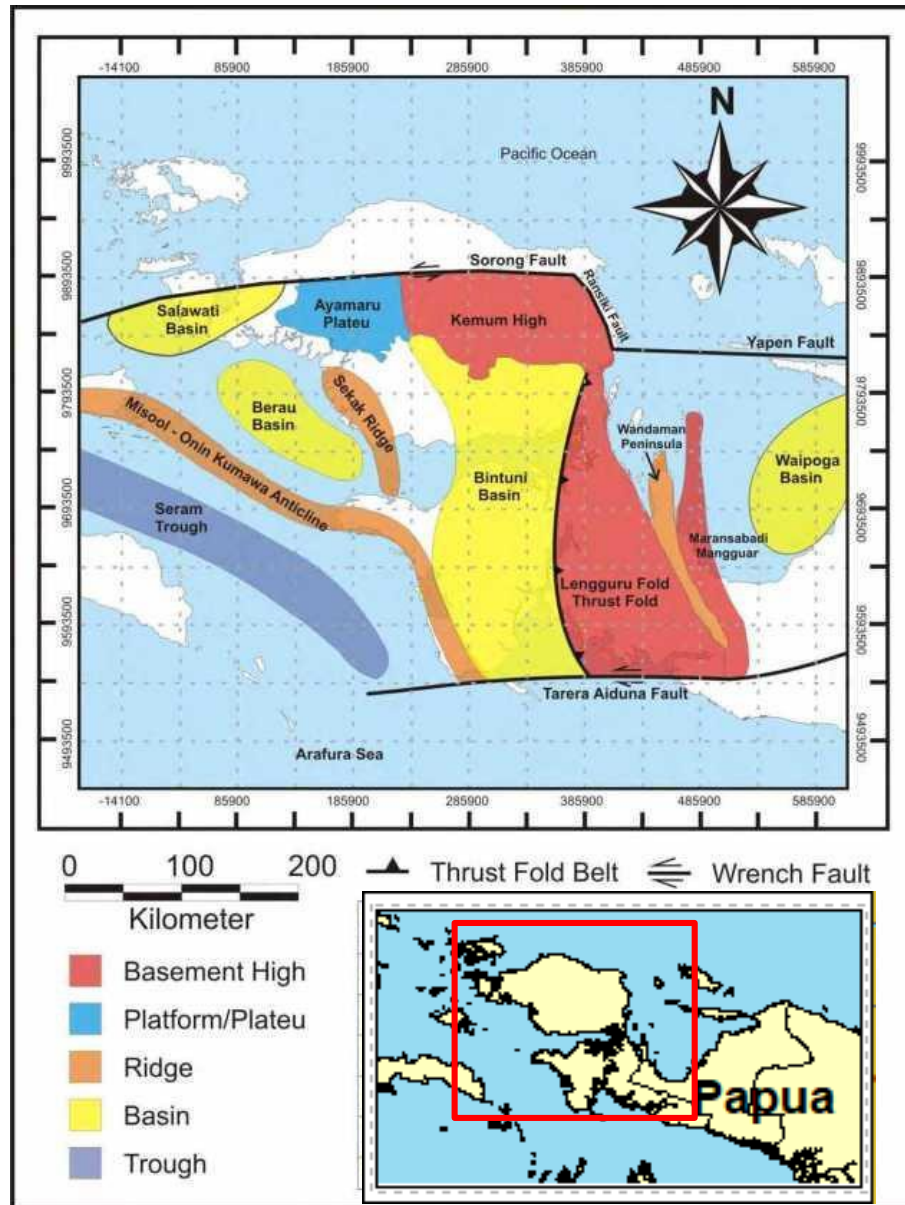 -14100 85900 185900 285900 385900 485900 585900
N
Pacific Ocean
9993500
9993500
Sorong Fault
Ransiki Fault
9893500
9893500
Salawati
Basin
Ayamaru
Plateu
Kemum High
Yapen Fault
9793500
9793500
Misool - Onin Kumawa Anticline
Berau
Basin
Sekak Ridge
Wandaman
Peninsula
Waipoga
Basin
Bintuni
Basin
9693500
9693500
Seram
Trough
Maransabadi
Mangguar
Lengguru Fold
Thrust Fold
9593500
9593500
Tarera Aiduna Fault
9493500
9493500
Arafura Sea
-14100 85900 185900 285900 385900 485900 585900
0 100 200
Kilometer
Thrust Fold Belt
Wrench Fault
Basement High
Platform/Plateu
Ridge
Basin
Trough
Papua